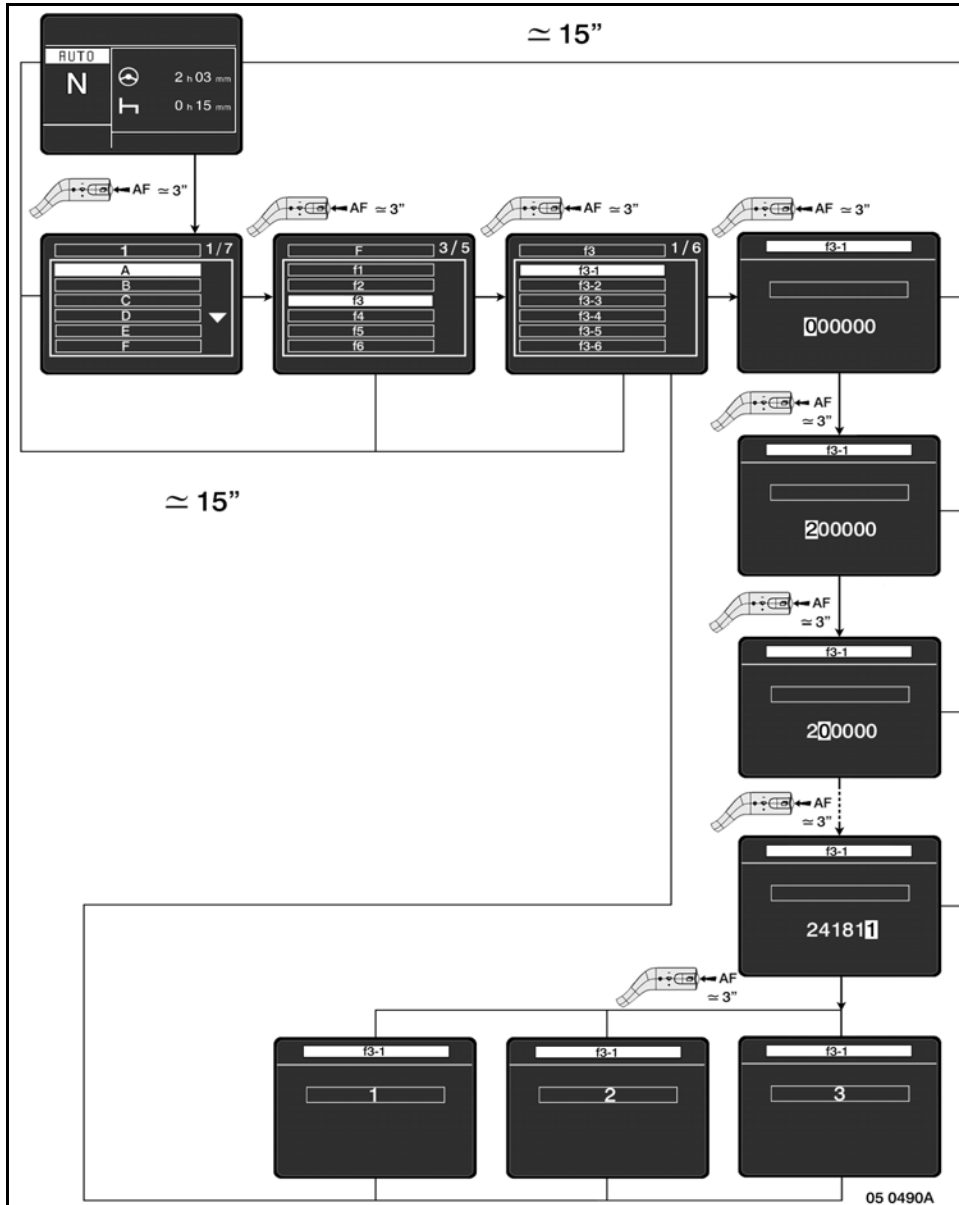 ≃ 15”
AUTO
N
2 h 03 mm
0 h 15 mm
AF ≃ 3”
AF ≃ 3”
AF ≃ 3”
AF ≃ 3”
1 1/7
A
B
C
D
E
F
F 3/5
f1
f2
f3
f4
f5
f6
f3 1/6
f3-1
f3-2
f3-3
f3-4
f3-5
f3-6
f3-1
000000
AF
≃ 3”
f3-1
200000
≃ 15”
AF
≃ 3”
f3-1
200000
AF
≃ 3”
f3-1
241811
AF
≃ 3”
f3-1
1
f3-1
2
f3-1
3
05 0490A